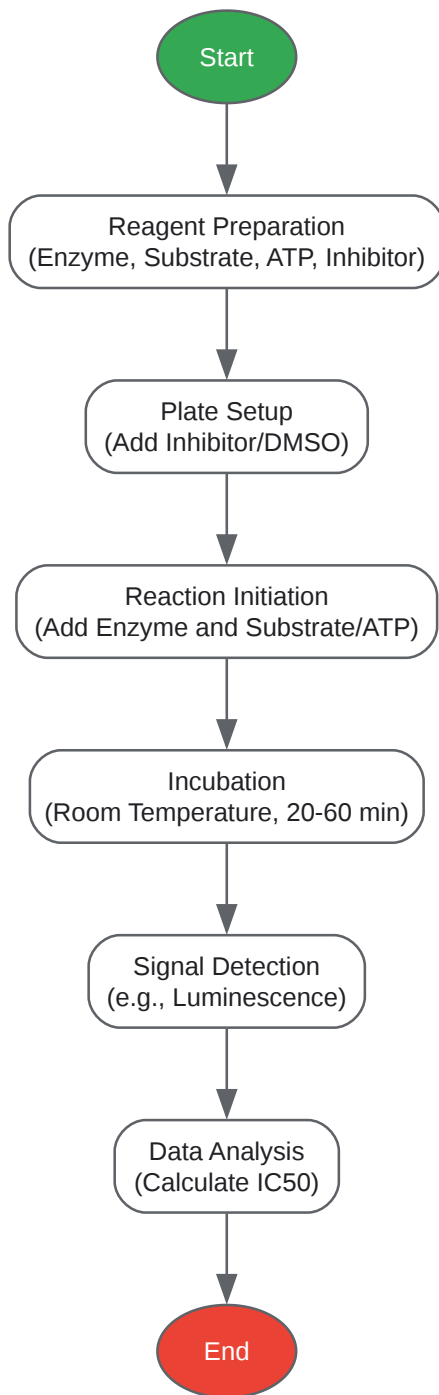 Start
Reagent Preparation
(Enzyme, Substrate, ATP, Inhibitor)
Plate Setup
(Add Inhibitor/DMSO)
Reaction Initiation
(Add Enzyme and Substrate/ATP)
Incubation
(Room Temperature, 20-60 min)
Signal Detection
(e.g., Luminescence)
Data Analysis
(Calculate IC50)
End